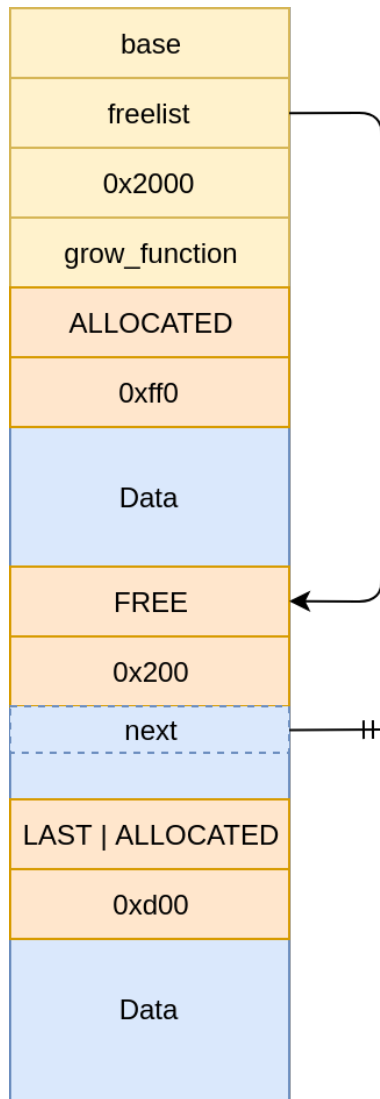 base
freelist
0x2000
grow_function
ALLOCATED
0xff0
Data
FREE
0x200
next
LAST | ALLOCATED
0xd00
Data